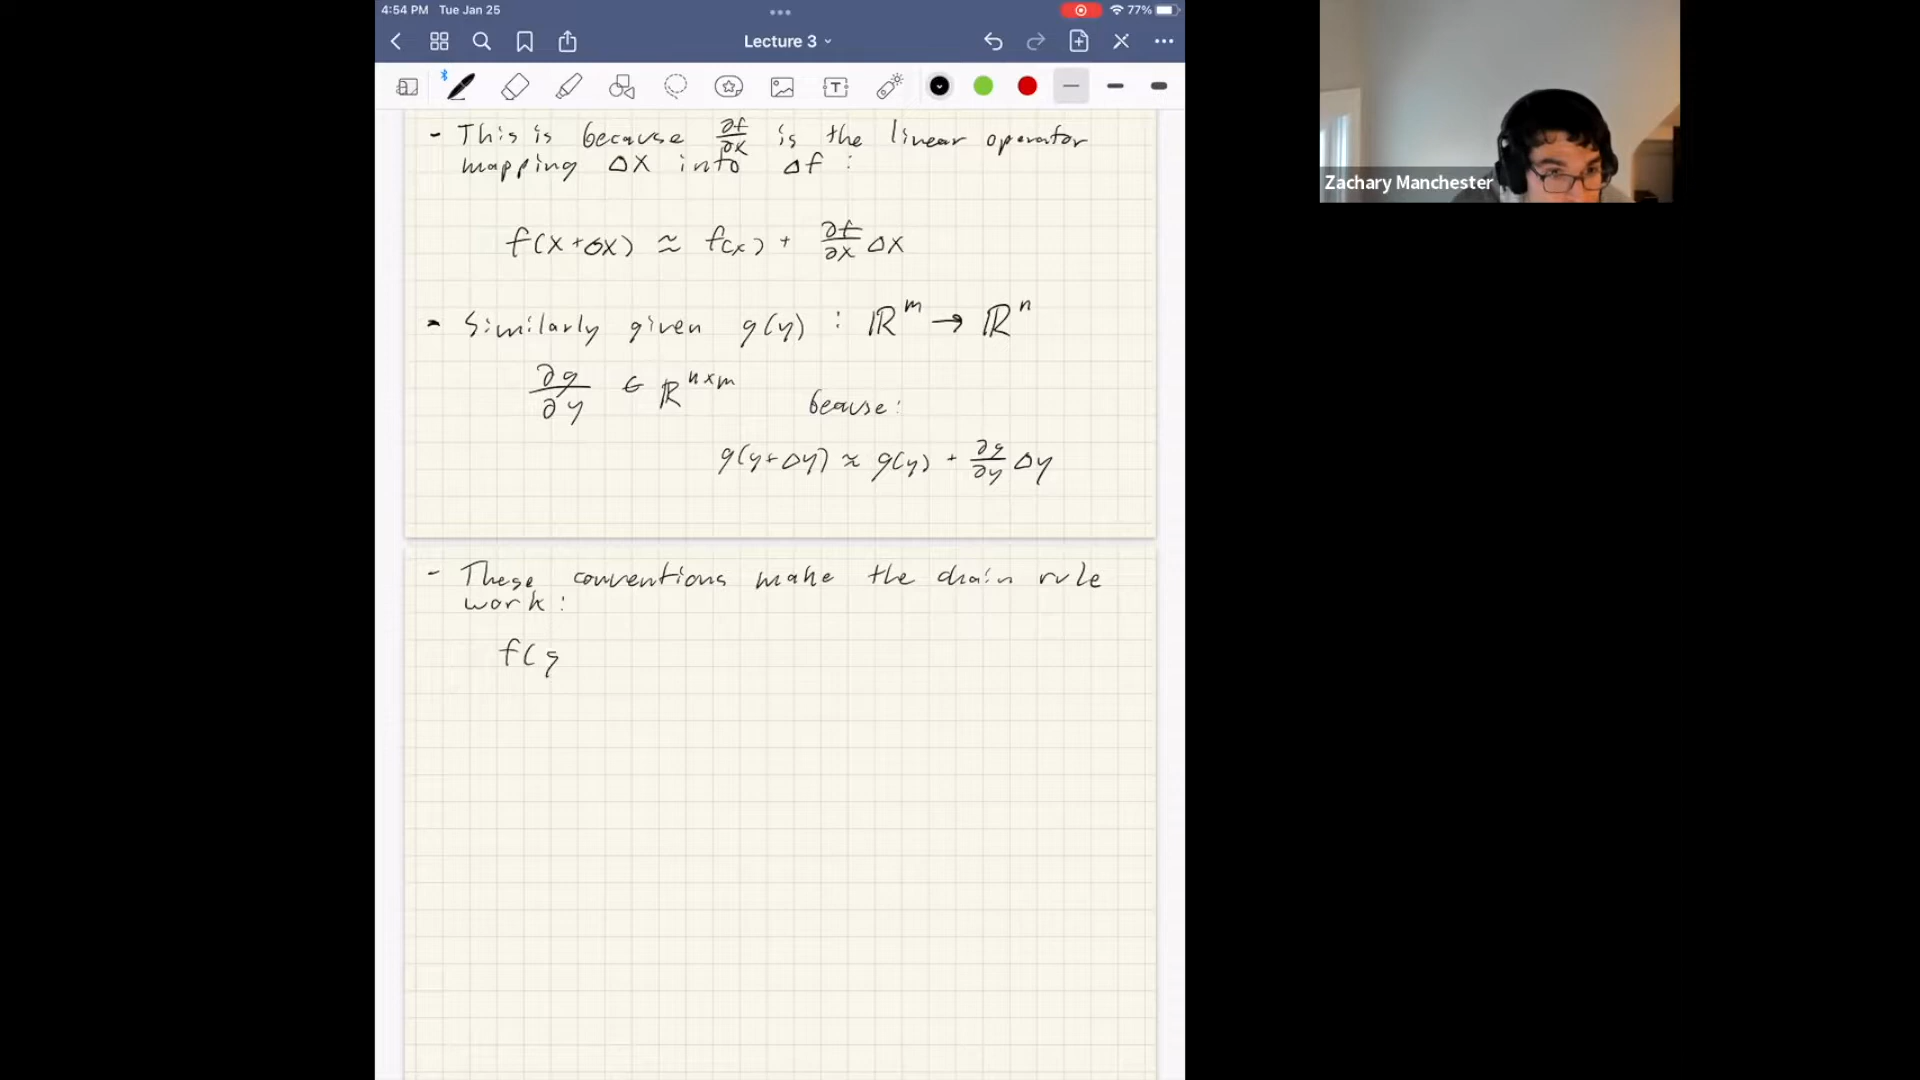 4:54 PM Tue Jan 25
77%
Lecture 3
Zachary Manchester
- This is because ∂f/∂x is the linear operator
mapping Δx into Δf :
f(x+Δx) ≈ f(x) + ∂f/∂x Δx
- Similarly given g(y) : ℝ^m → ℝ^n
∂g/∂y ∈ ℝ^{n×m}
beause:
g(y+Δy) ≈ g(y) + ∂g/∂y Δy
- These conventions make the chain rule
work:
f(g